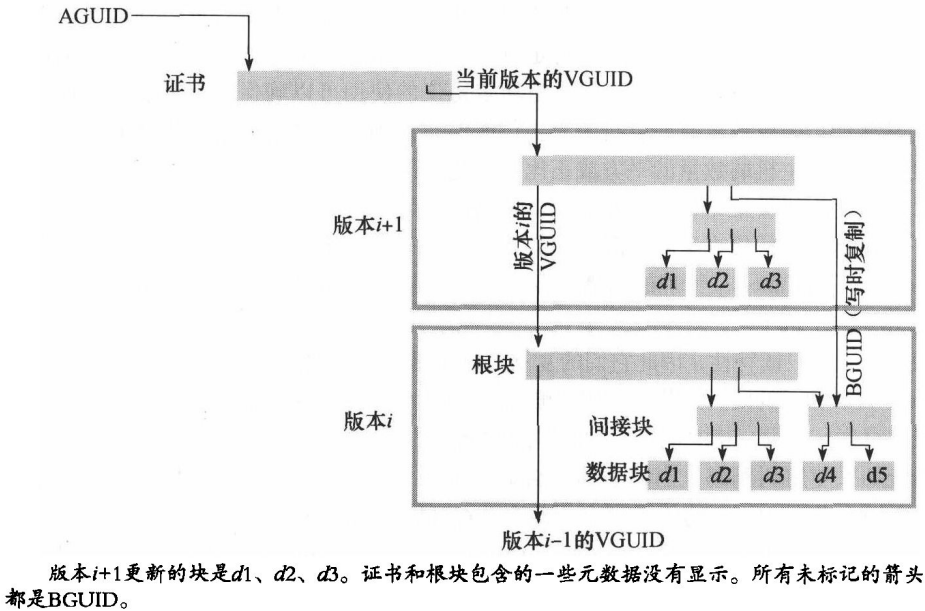 AGUID
证书
当前版本的VGUID
版本i+1
版本i的
VGUID
d1 d2 d3
BGUID（写时复制）
根块
版本i
间接块
数据块 d1 d2 d3 d4 d5
版本i-1的VGUID
版本i+1更新的块是d1、d2、d3。证书和根块包含的一些元数据没有显示。所有未标记的箭头
都是BGUID。